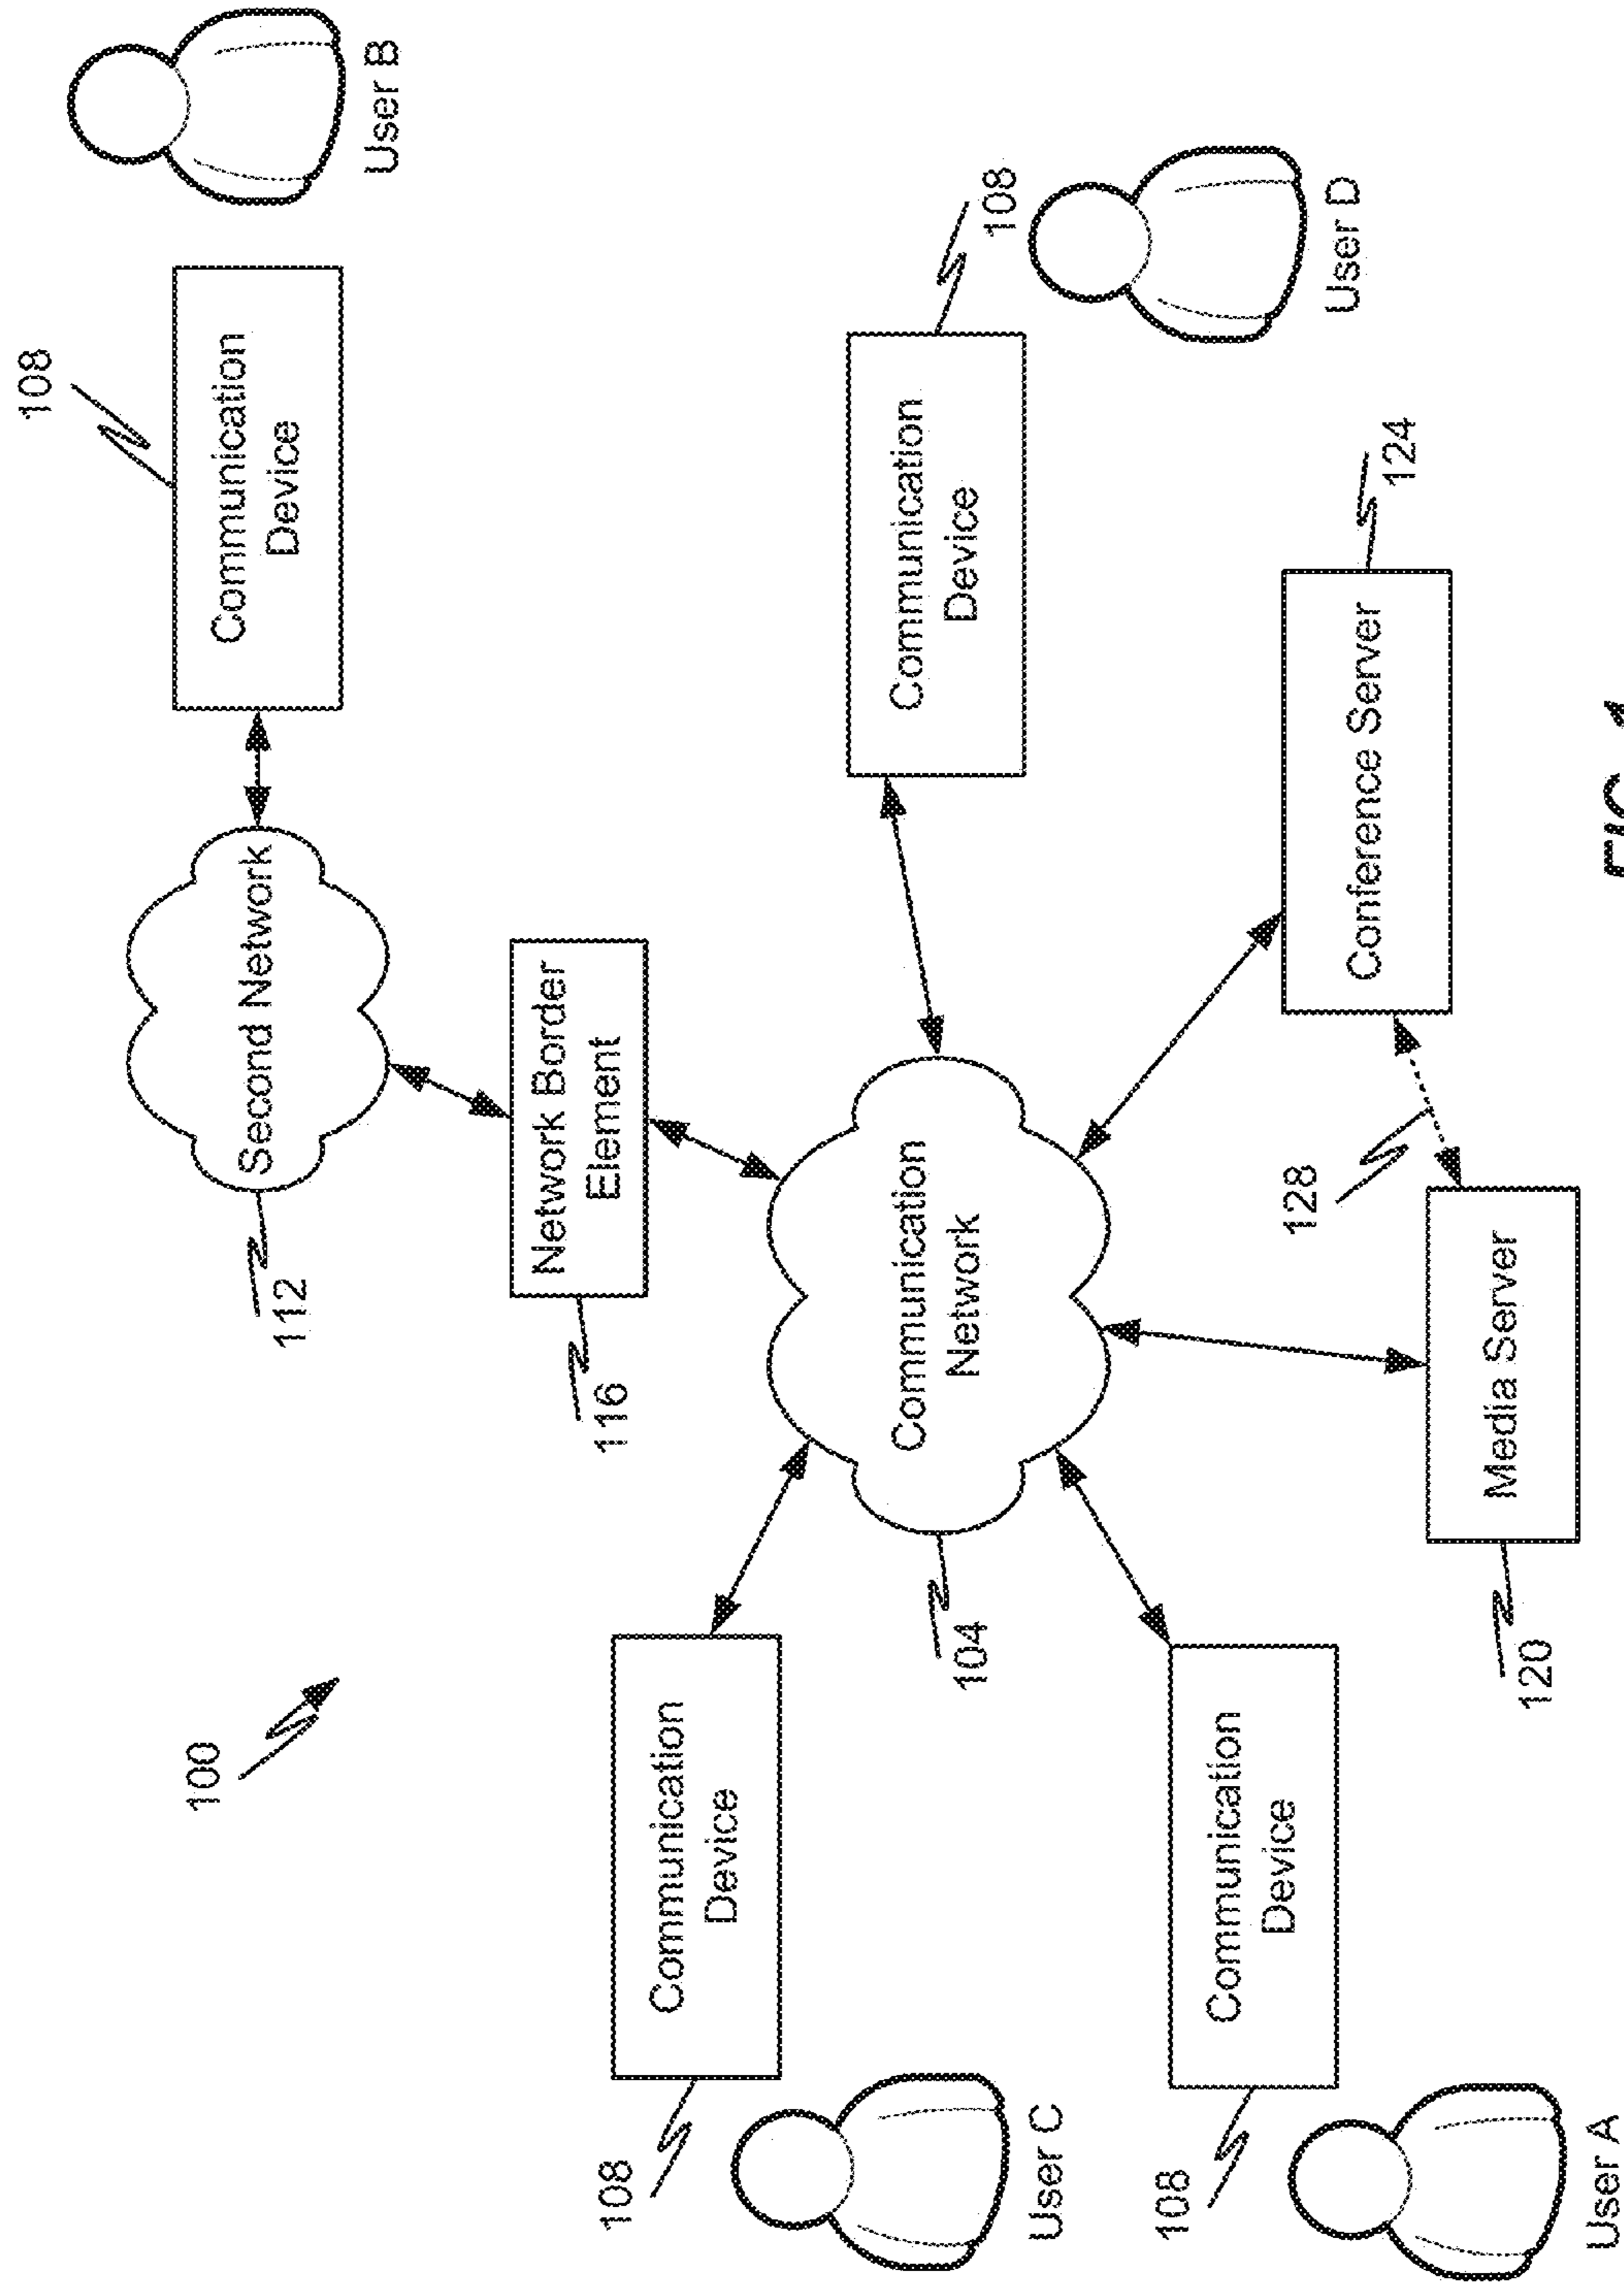 108
100
Communication
Device
Second Network
112
User B
Network Border
Element
116
Communication
Device
108
Communication
Network
Communication
Device
104
108
User C
User D
Communication
Device
108
128
Conference Server
124
Media Server
120
User A
FIG. 1